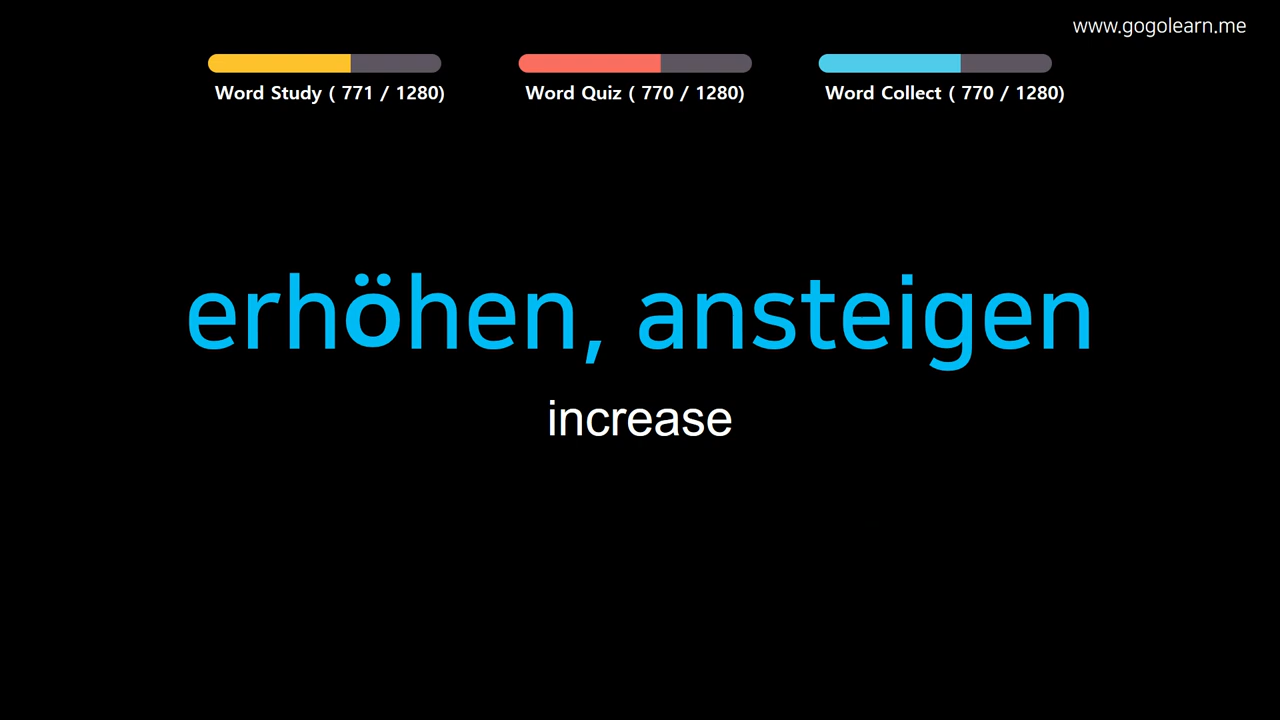 www.gogolearn.me
Word Study ( 771 / 1280)
Word Quiz ( 770 / 1280)
Word Collect ( 770 / 1280)
erhöhen, ansteigen
increase